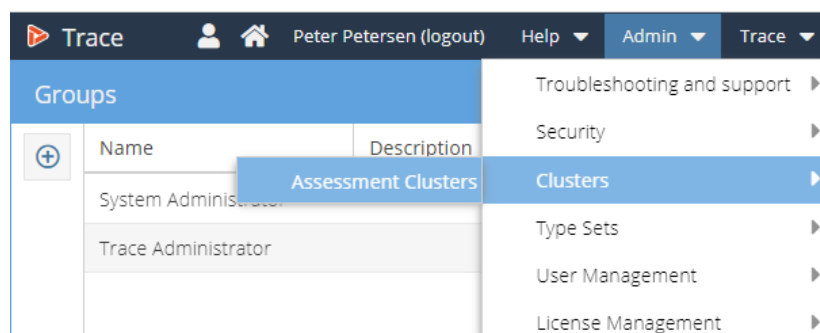 Trace Peter Petersen (logout) Help Admin Trace
Groups
Troubleshooting and support
Name Description
Security
Assessment Clusters
Clusters
System Administrator
Type Sets
Trace Administrator
User Management
License Management